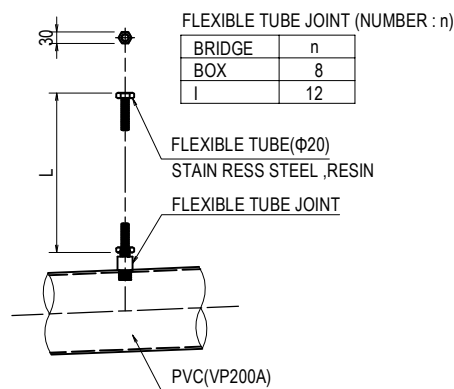 FLEXIBLE TUBE JOINT (NUMBER : n)
30
BRIDGE n
BOX 8
I 12
L
FLEXIBLE TUBE(Φ20)
STAIN RESS STEEL ,RESIN
FLEXIBLE TUBE JOINT
PVC(VP200A)